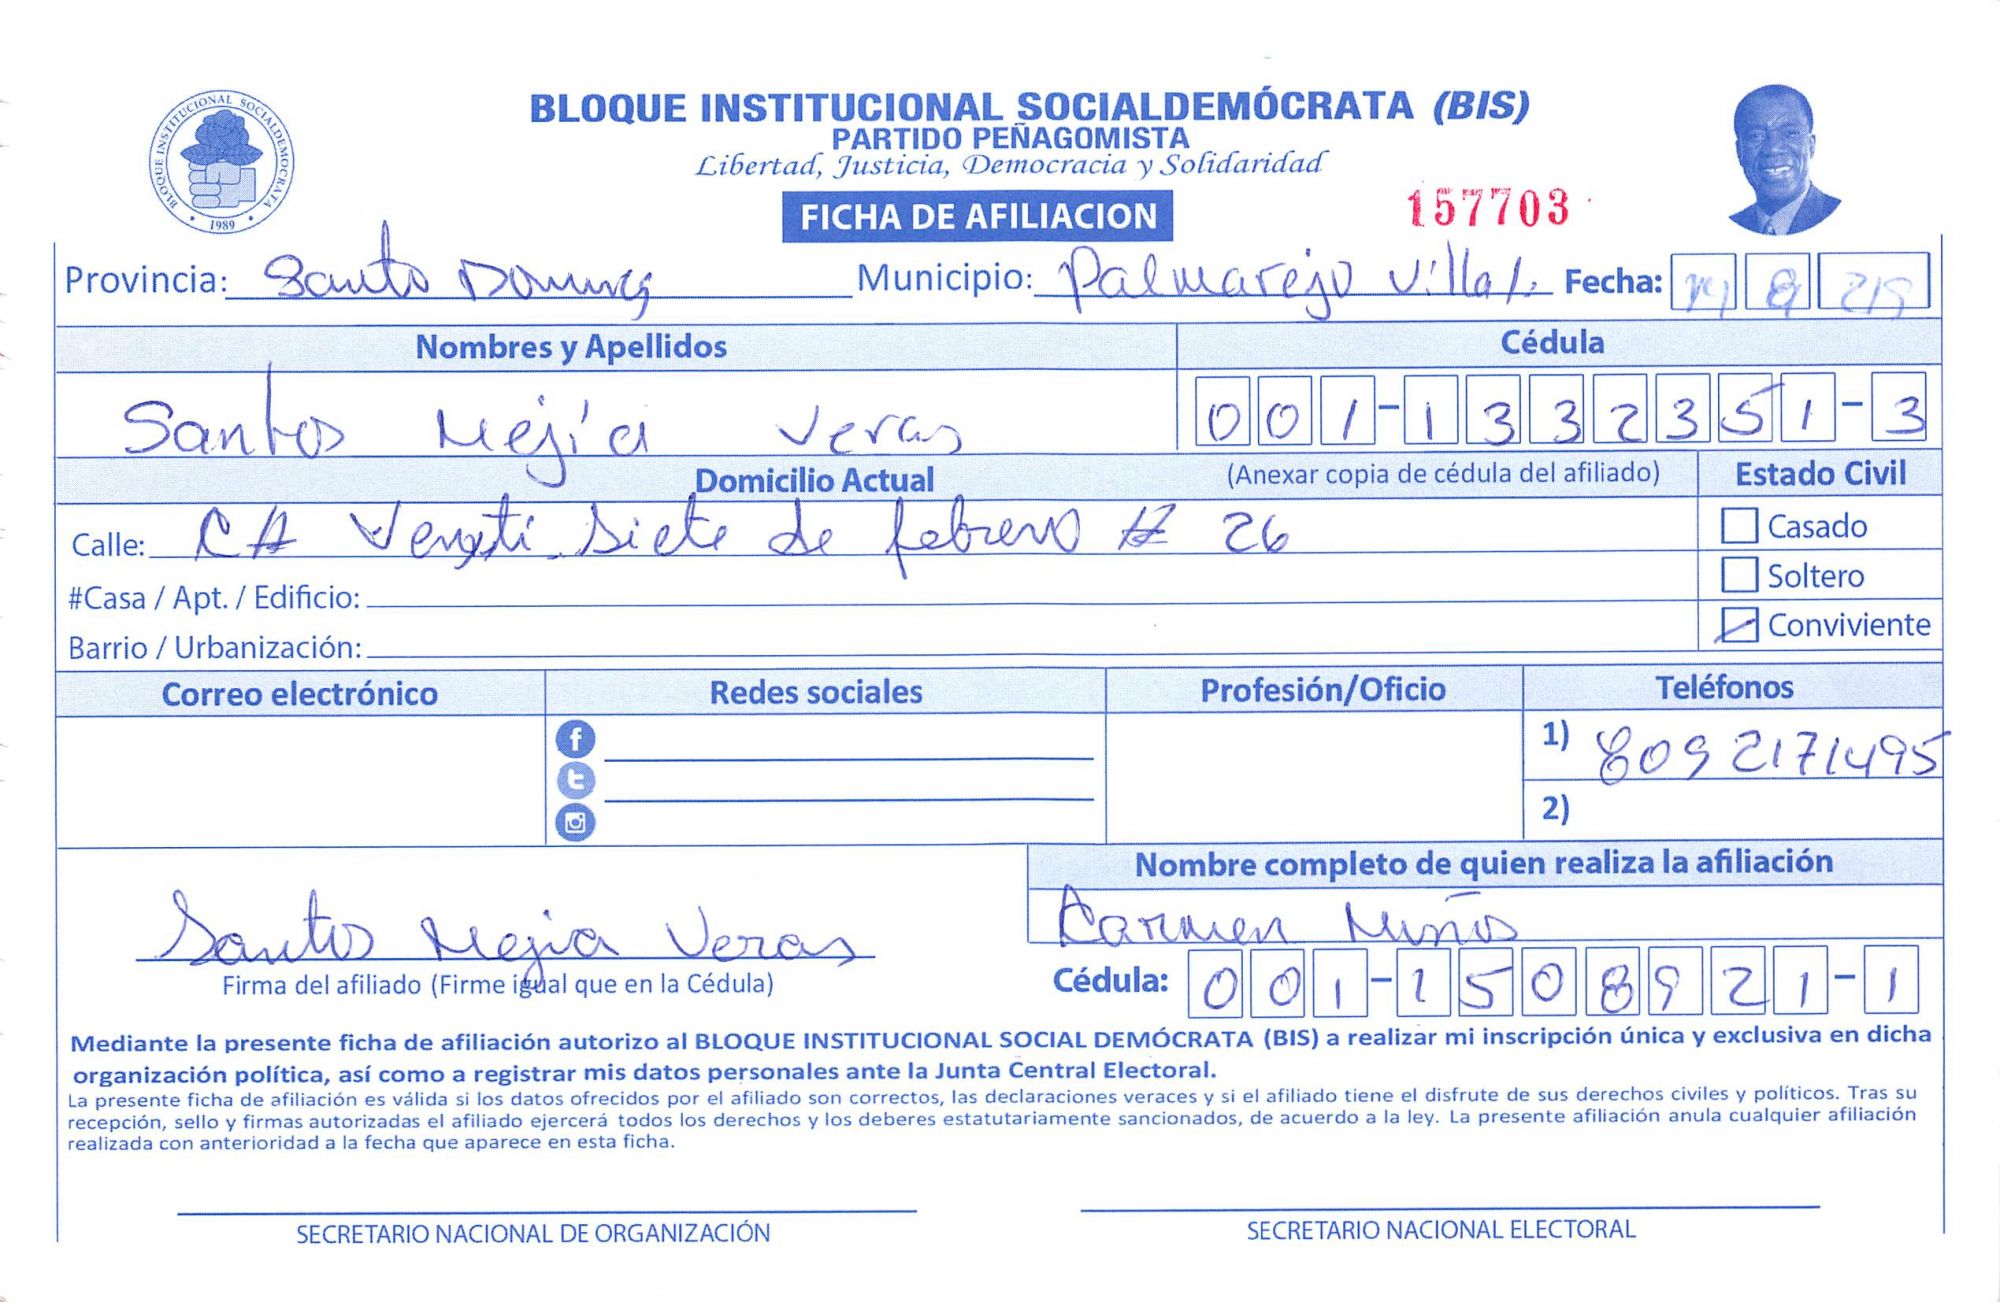 BLOQUE INSTITUCIONAL SOCIALDEMÓCRATA (BIS)
PARTIDO PEÑAGOMISTA
Libertad, Justicia, Democracia y Solidaridad
BLOQUE INSTITUCIONAL SOCIALDEMOCRATA
1989
FICHA DE AFILIACION
157703
Provincia: Santo Domingo Municipio: Palmarejo Villa Fecha: 8
Nombres y Apellidos Cédula
Santos Mejía Veras 001-1332351-3
Domicilio Actual (Anexar copia de cédula del afiliado) Estado Civil
Calle: CA Siete de febrero # 26 Casado
#Casa / Apt. / Edificio: Soltero
Barrio / Urbanización: Conviviente
Correo electrónico Redes sociales Profesión/Oficio Teléfonos
1) 8092171495
2)
Nombre completo de quien realiza la afiliación
Santos Mejia Veras Carmen Muños
Firma del afiliado (Firme igual que en la Cédula) Cédula: 001-1508921-1
Mediante la presente ficha de afiliación autorizo al BLOQUE INSTITUCIONAL SOCIAL DEMÓCRATA (BIS) a realizar mi inscripción única y exclusiva en dicha
organización política, así como a registrar mis datos personales ante la Junta Central Electoral.
La presente ficha de afiliación es válida si los datos ofrecidos por el afiliado son correctos, las declaraciones veraces y si el afiliado tiene el disfrute de sus derechos civiles y políticos. Tras su
recepción, sello y firmas autorizadas el afiliado ejercerá todos los derechos y los deberes estatutariamente sancionados, de acuerdo a la ley. La presente afiliación anula cualquier afiliación
realizada con anterioridad a la fecha que aparece en esta ficha.
SECRETARIO NACIONAL DE ORGANIZACIÓN SECRETARIO NACIONAL ELECTORAL